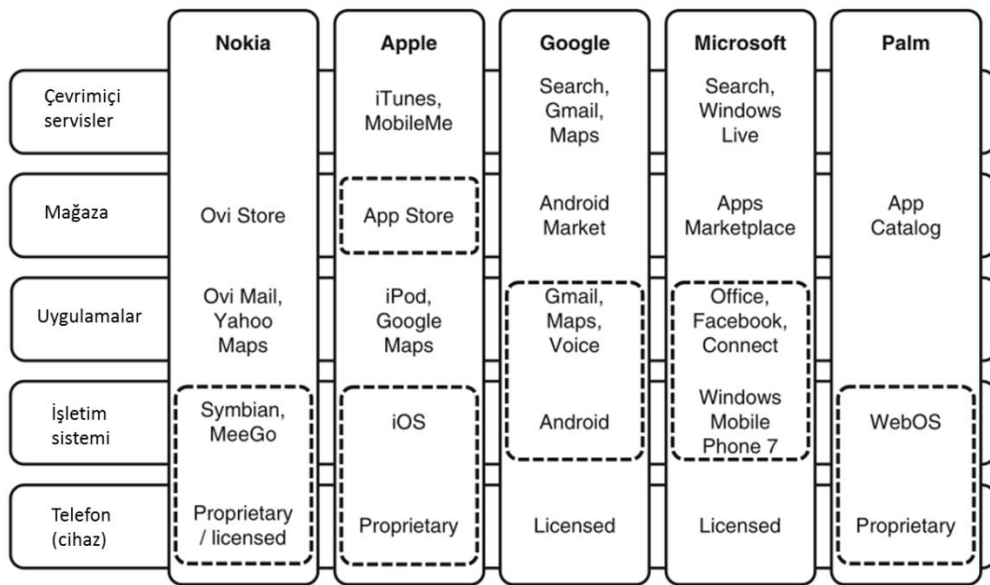 Nokia Apple Google Microsoft Palm
Çevrimiçi
servisler
iTunes,
MobileMe
Search,
Gmail,
Maps
Search,
Windows
Live
Mağaza
Ovi Store
App Store
Android
Market
Apps
Marketplace
App
Catalog
Uygulamalar
Ovi Mail,
Yahoo
Maps
iPod,
Google
Maps
Gmail,
Maps,
Voice
Office,
Facebook,
Connect
İşletim
sistemi
Symbian,
MeeGo
iOS
Android
Windows
Mobile
Phone 7
WebOS
Telefon
(cihaz)
Proprietary
/ licensed
Proprietary
Licensed
Licensed
Proprietary